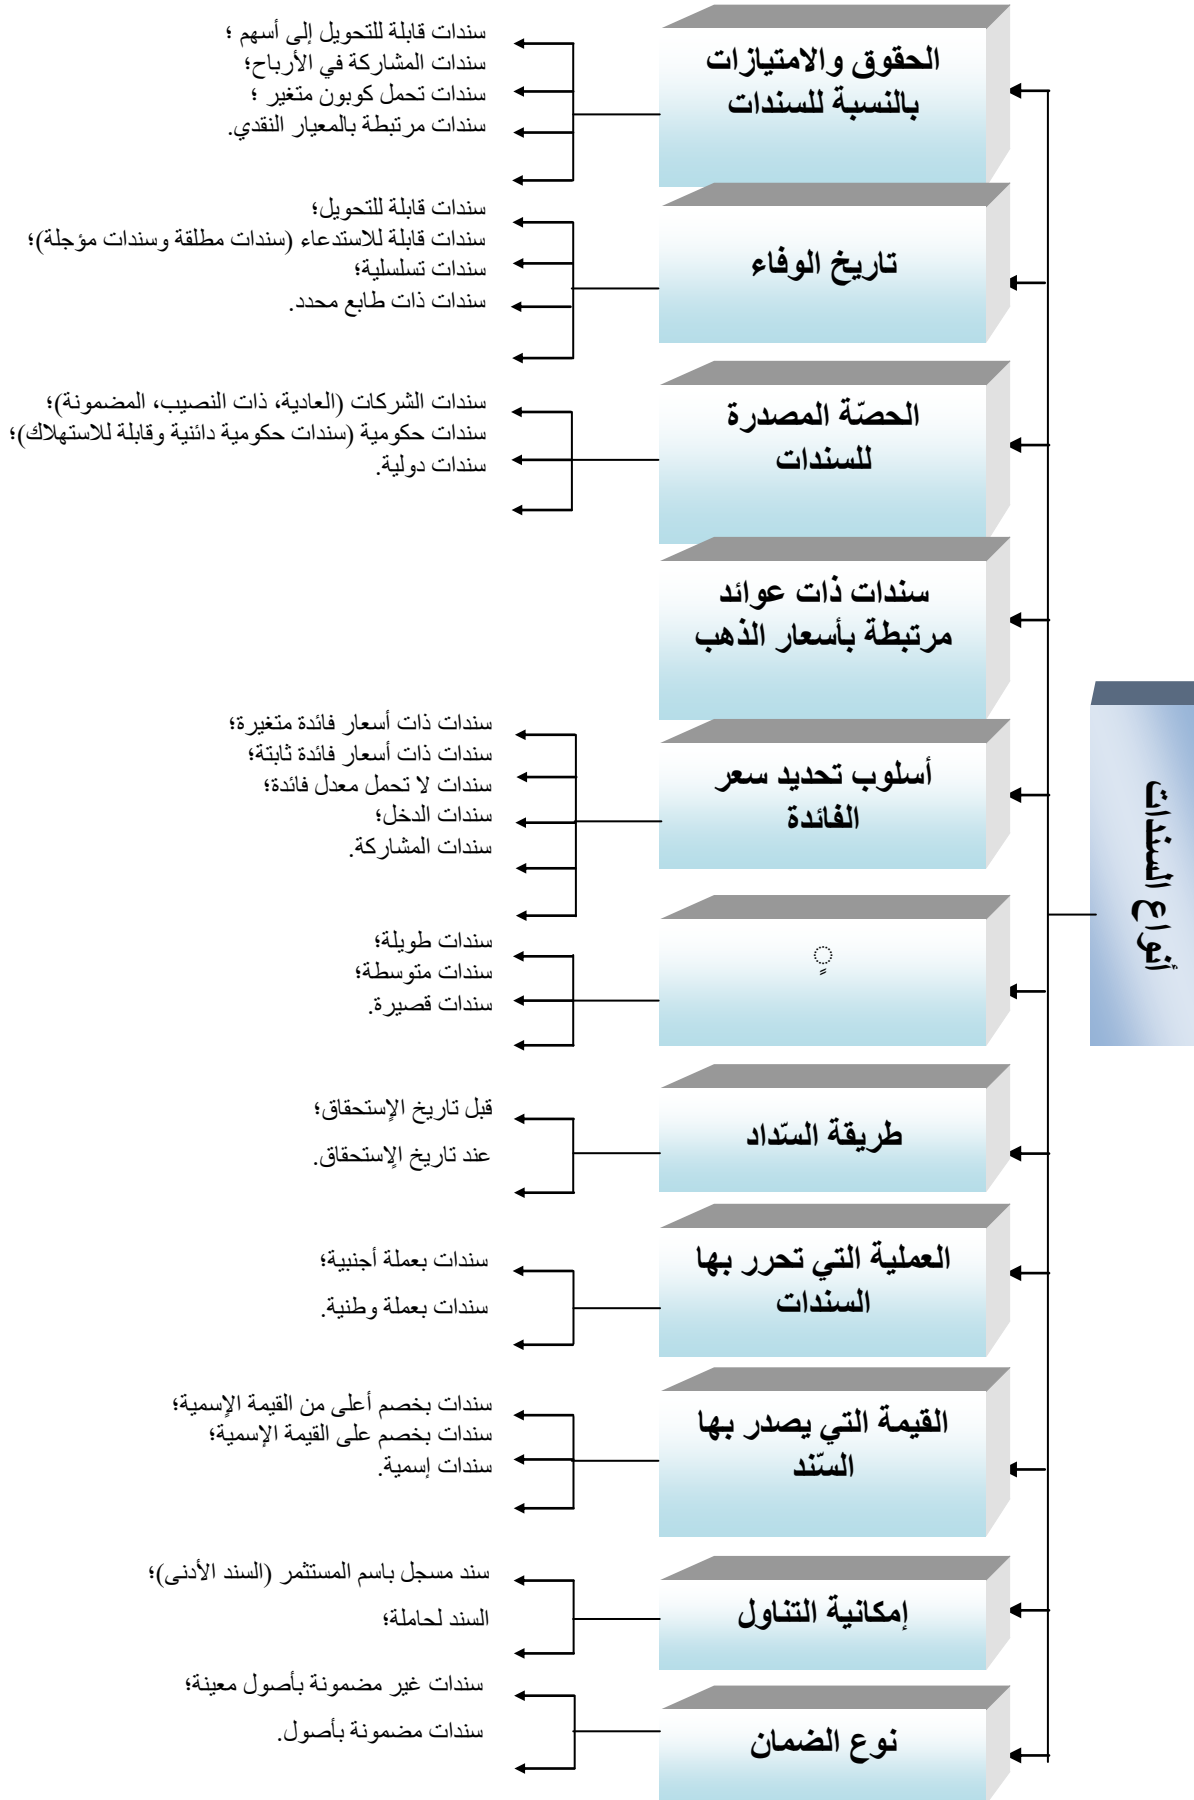 أنواع السندات
الحقوق والامتيازات
بالنسبة للسندات
سندات قابلة للتحويل إلى أسهم ؛
سندات المشاركة في الأرباح؛
سندات تحمل كوبون متغير ؛
سندات مرتبطة بالمعيار النقدي.
تاريخ الوفاء
سندات قابلة للتحويل؛
سندات قابلة للاستدعاء (سندات مطلقة وسندات مؤجلة)؛
سندات تسلسلية؛
سندات ذات طابع محدد.
الحصّة المصدرة
للسندات
سندات الشركات (العادية، ذات النصيب، المضمونة)؛
سندات حكومية (سندات حكومية دائنية وقابلة للاستهلاك)؛
سندات دولية.
سندات ذات عوائد
مرتبطة بأسعار الذهب
أسلوب تحديد سعر
الفائدة
سندات ذات أسعار فائدة متغيرة؛
سندات ذات أسعار فائدة ثابتة؛
سندات لا تحمل معدل فائدة؛
سندات الدخل؛
سندات المشاركة.
سندات طويلة؛
سندات متوسطة؛
سندات قصيرة.
طريقة السّداد
قبل تاريخ الإستحقاق؛
عند تاريخ الإستحقاق.
العملية التي تحرر بها
السندات
سندات بعملة أجنبية؛
سندات بعملة وطنية.
القيمة التي يصدر بها
السّند
سندات بخصم أعلى من القيمة الإسمية؛
سندات بخصم على القيمة الإسمية؛
سندات إسمية.
إمكانية التناول
سند مسجل باسم المستثمر (السند الأدنى)؛
السند لحاملة؛
نوع الضمان
سندات غير مضمونة بأصول معينة؛
سندات مضمونة بأصول.